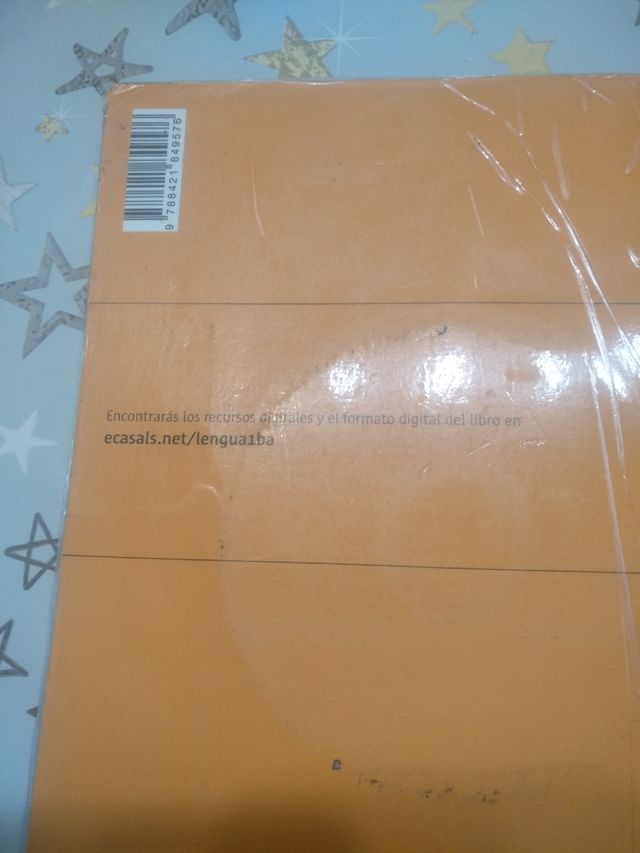 9 788421 849576
Encontrarás los recursos digitales y el formato digital del libro en
ecasals.net/lengua1ba